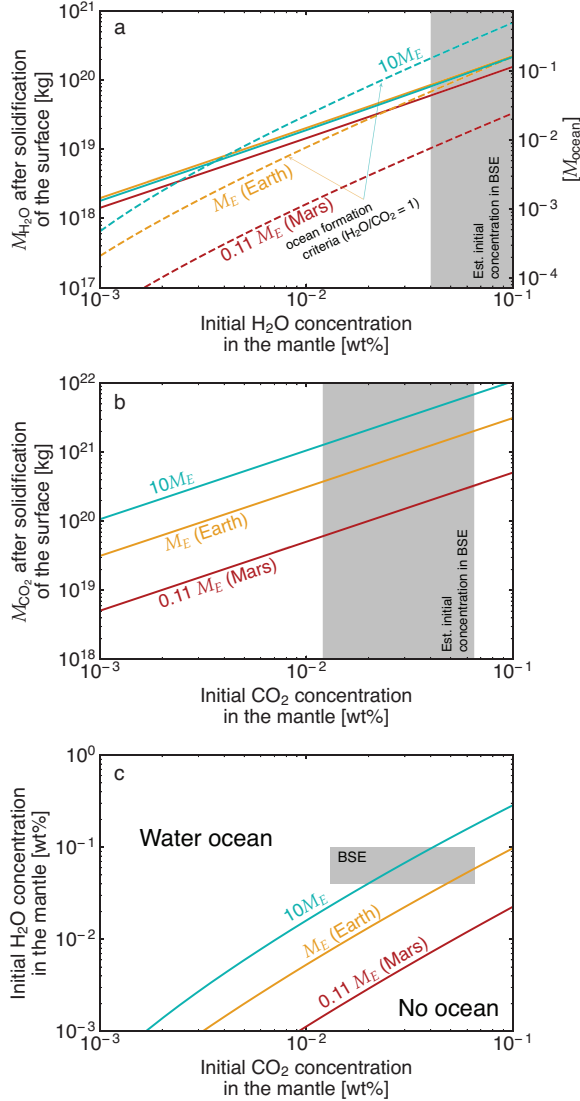 a
10²¹
10²⁰
10¹⁹
10¹⁸
10¹⁷
M_H₂O after solidification
of the surface [kg]
10M_E
M_E (Earth)
0.11 M_E (Mars)
ocean formation
criteria (H₂O/CO₂ = 1)
Est. initial
concentration in BSE
10⁻¹
10⁻²
10⁻³
10⁻⁴
[M_ocean]
10⁻³
10⁻²
10⁻¹
Initial H₂O concentration
in the mantle [wt%]
b
10²²
10²¹
10²⁰
10¹⁹
10¹⁸
M_CO₂ after solidification
of the surface [kg]
10M_E
M_E (Earth)
0.11 M_E (Mars)
Est. initial
concentration in BSE
10⁻³
10⁻²
10⁻¹
Initial CO₂ concentration
in the mantle [wt%]
c
10⁰
10⁻¹
10⁻²
10⁻³
Initial H₂O concentration
in the mantle [wt%]
Water ocean
BSE
10M_E
M_E (Earth)
0.11 M_E (Mars)
No ocean
10⁻³
10⁻²
10⁻¹
Initial CO₂ concentration
in the mantle [wt%]